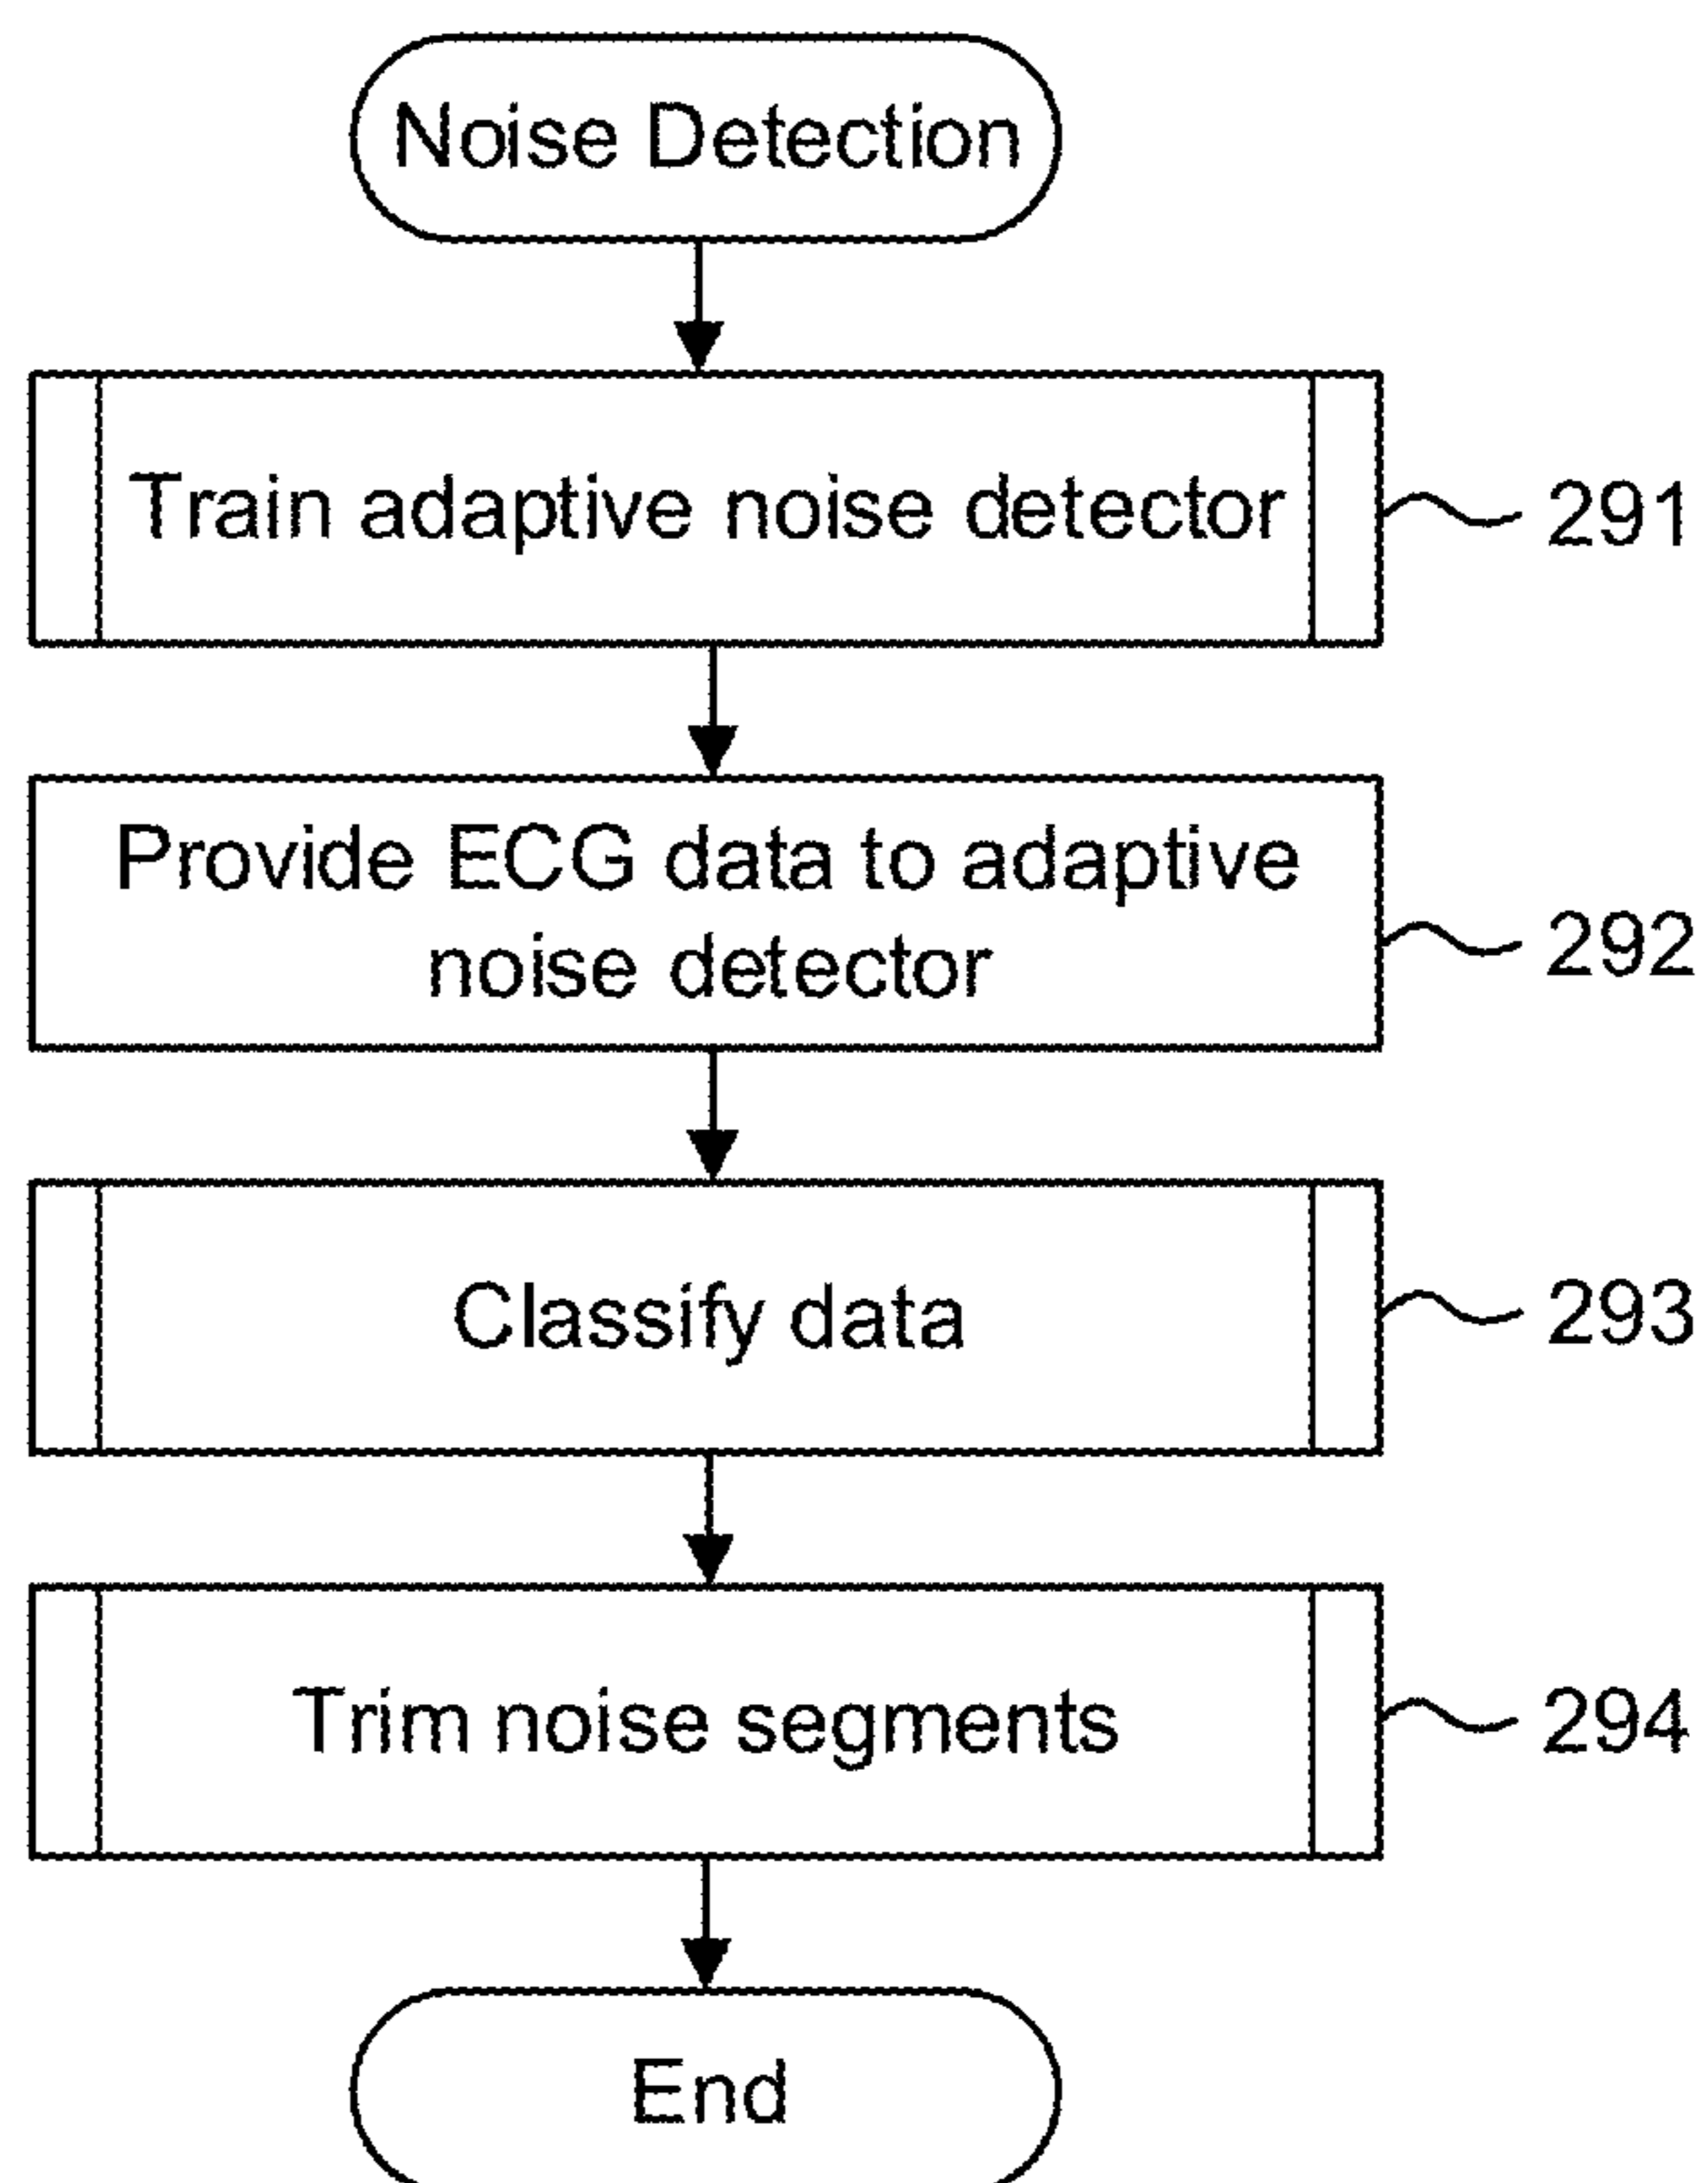 Noise Detection
Train adaptive noise detector
291
Provide ECG data to adaptive
noise detector
292
Classify data
293
Trim noise segments
294
End